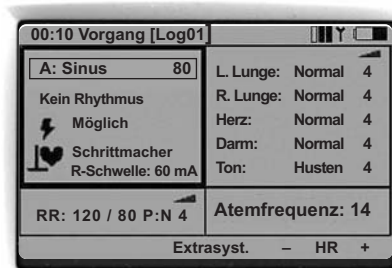 00:10 Vorgang [Log01]
A: Sinus 80
Kein Rhythmus
Möglich
Schrittmacher
R-Schwelle: 60 mA
L. Lunge: Normal 4
R. Lunge: Normal 4
Herz: Normal 4
Darm: Normal 4
Ton: Husten 4
RR: 120 / 80 P:N 4
Atemfrequenz: 14
Extrasyst. – HR +